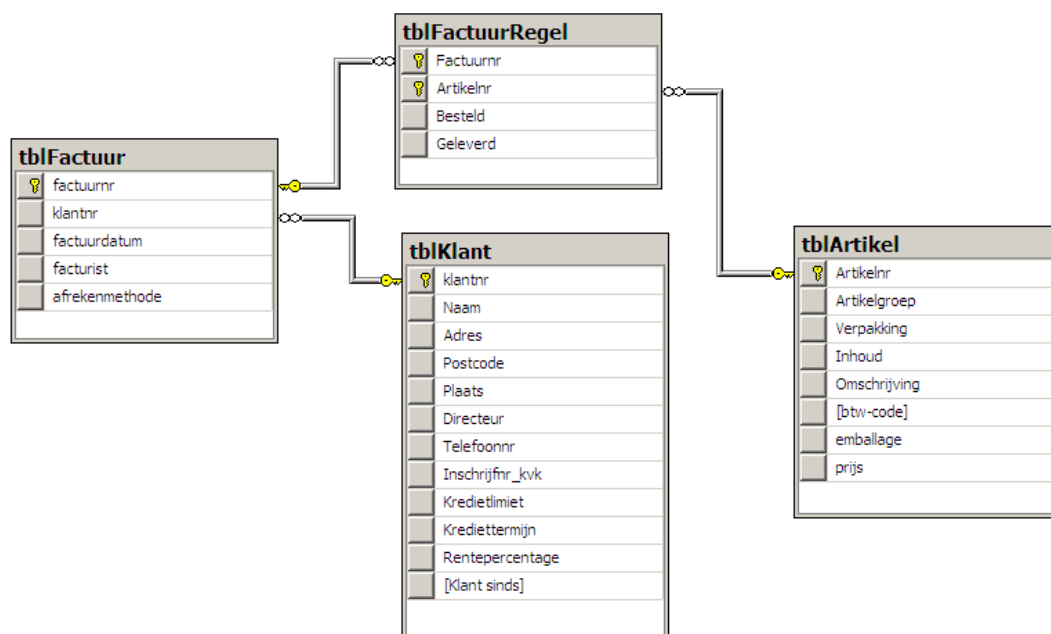 tblFactuurRegel
Factuurnr
Artikelnr
Besteld
Geleverd
tblFactuur
factuurnr
klantnr
factuurdatum
facturist
afrekenmethode
tblKlant
klantnr
Naam
Adres
Postcode
Plaats
Directeur
Telefoonnr
Inschrijfnr_kvk
Kredietlimiet
Krediettermijn
Rentepercentage
[Klant sinds]
tblArtikel
Artikelnr
Artikelgroep
Verpakking
Inhoud
Omschrijving
[btw-code]
emballage
prijs